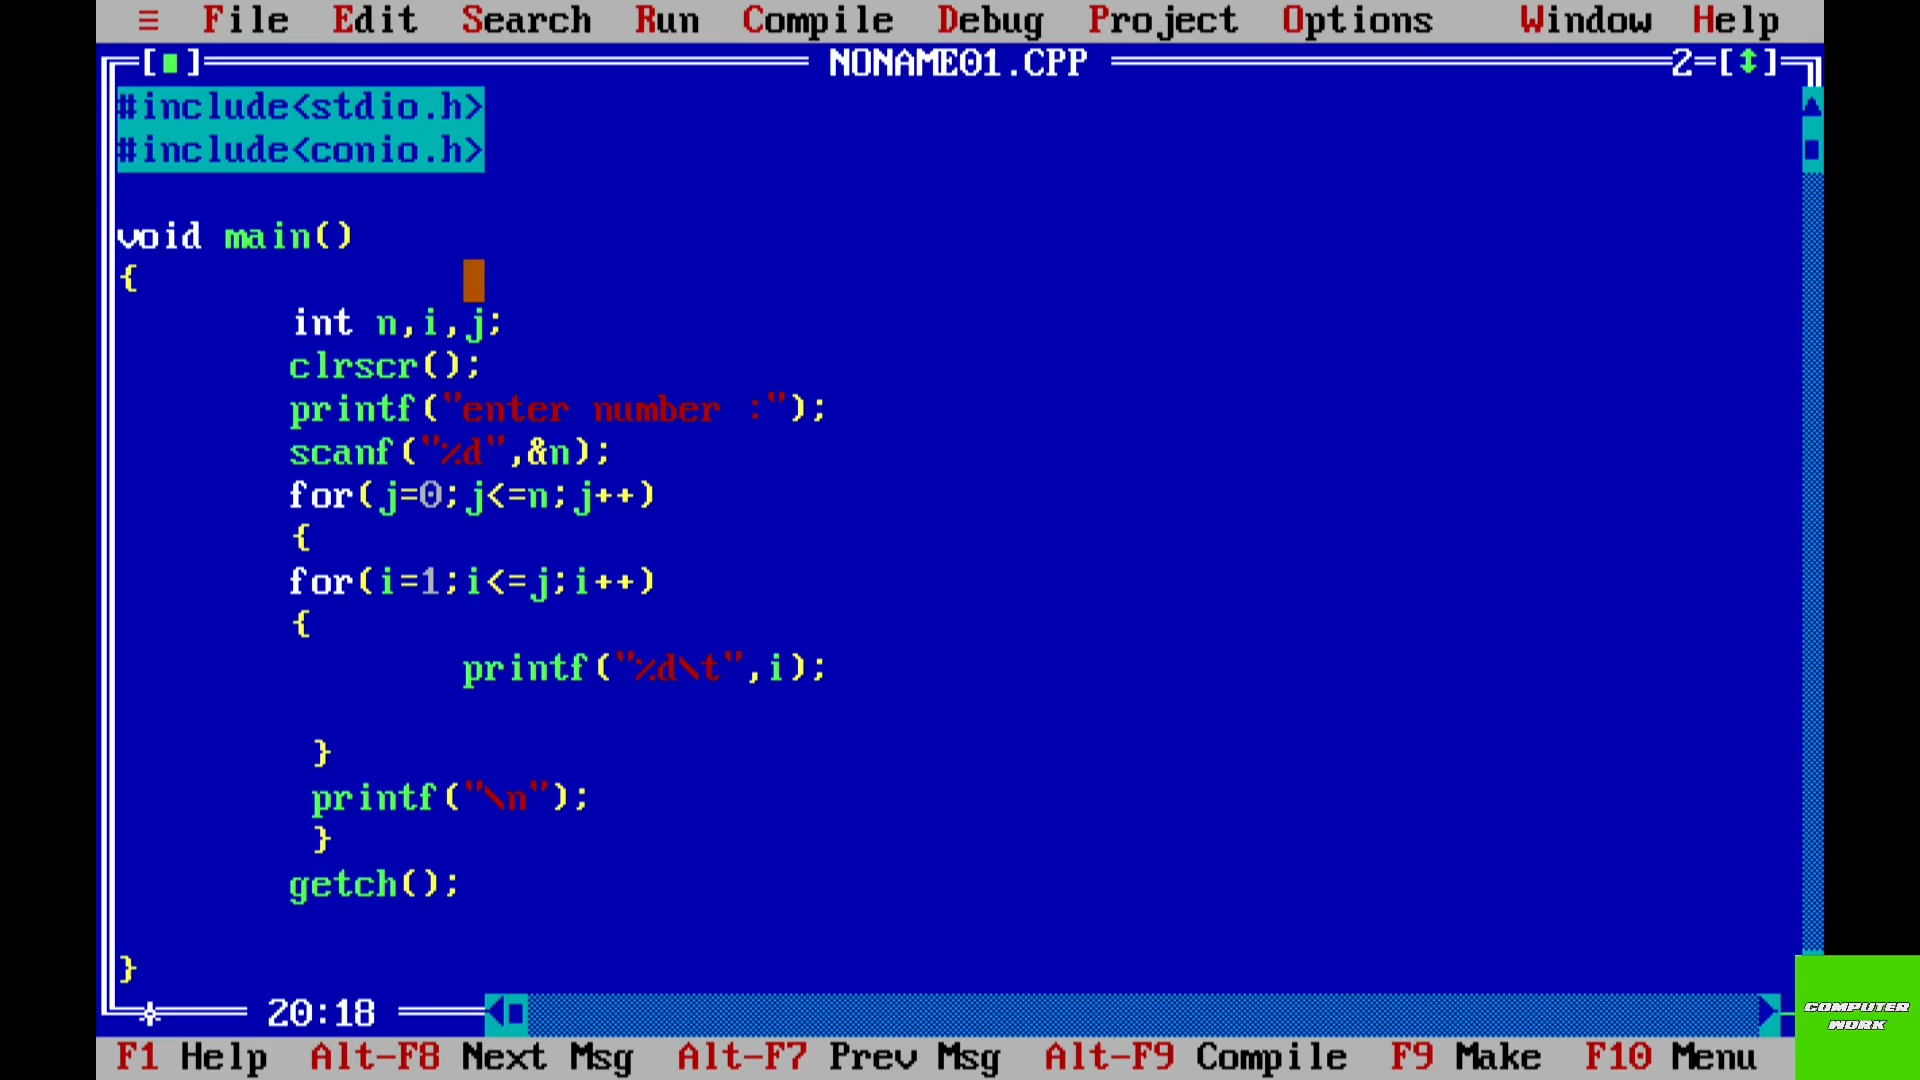 ≡ File Edit Search Run Compile Debug Project Options Window Help
[■] NONAME01.CPP 2=[↕]
#include<stdio.h>
#include<conio.h>
void main()
{
int n,i,j;
clrscr();
printf("enter number :");
scanf("%d",&n);
for(j=0;j<=n;j++)
{
for(i=1;i<=j;i++)
{
printf("%d\t",i);
}
printf("\n");
}
getch();
}
20:18
COMPUTER
WORK
F1 Help Alt-F8 Next Msg Alt-F7 Prev Msg Alt-F9 Compile F9 Make F10 Menu